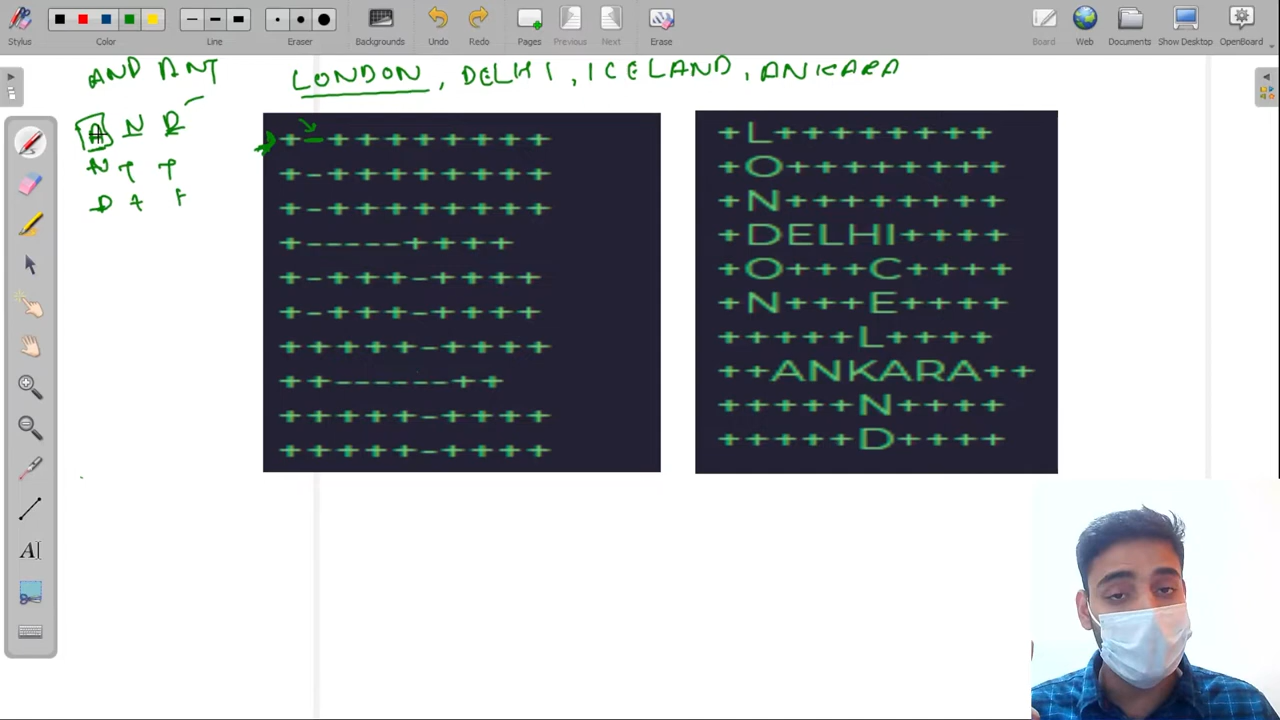 Stylus Color Line Eraser Backgrounds Undo Redo Pages Previous Next Erase Board Web Documents Show Desktop OpenBoard
AND ANT
LONDON, DELHI, ICELAND, ANKARA
A N
N T T
D
+-++++++++
+-++++++++
+-++++++++
+-----++++
+-+++-++++
+-+++-++++
+++++-++++
++------++
+++++-++++
+++++-++++
+L++++++++
+O++++++++
+N++++++++
+DELHI++++
+O+++C++++
+N+++E++++
+++++L++++
++ANKARA++
+++++N++++
+++++D++++